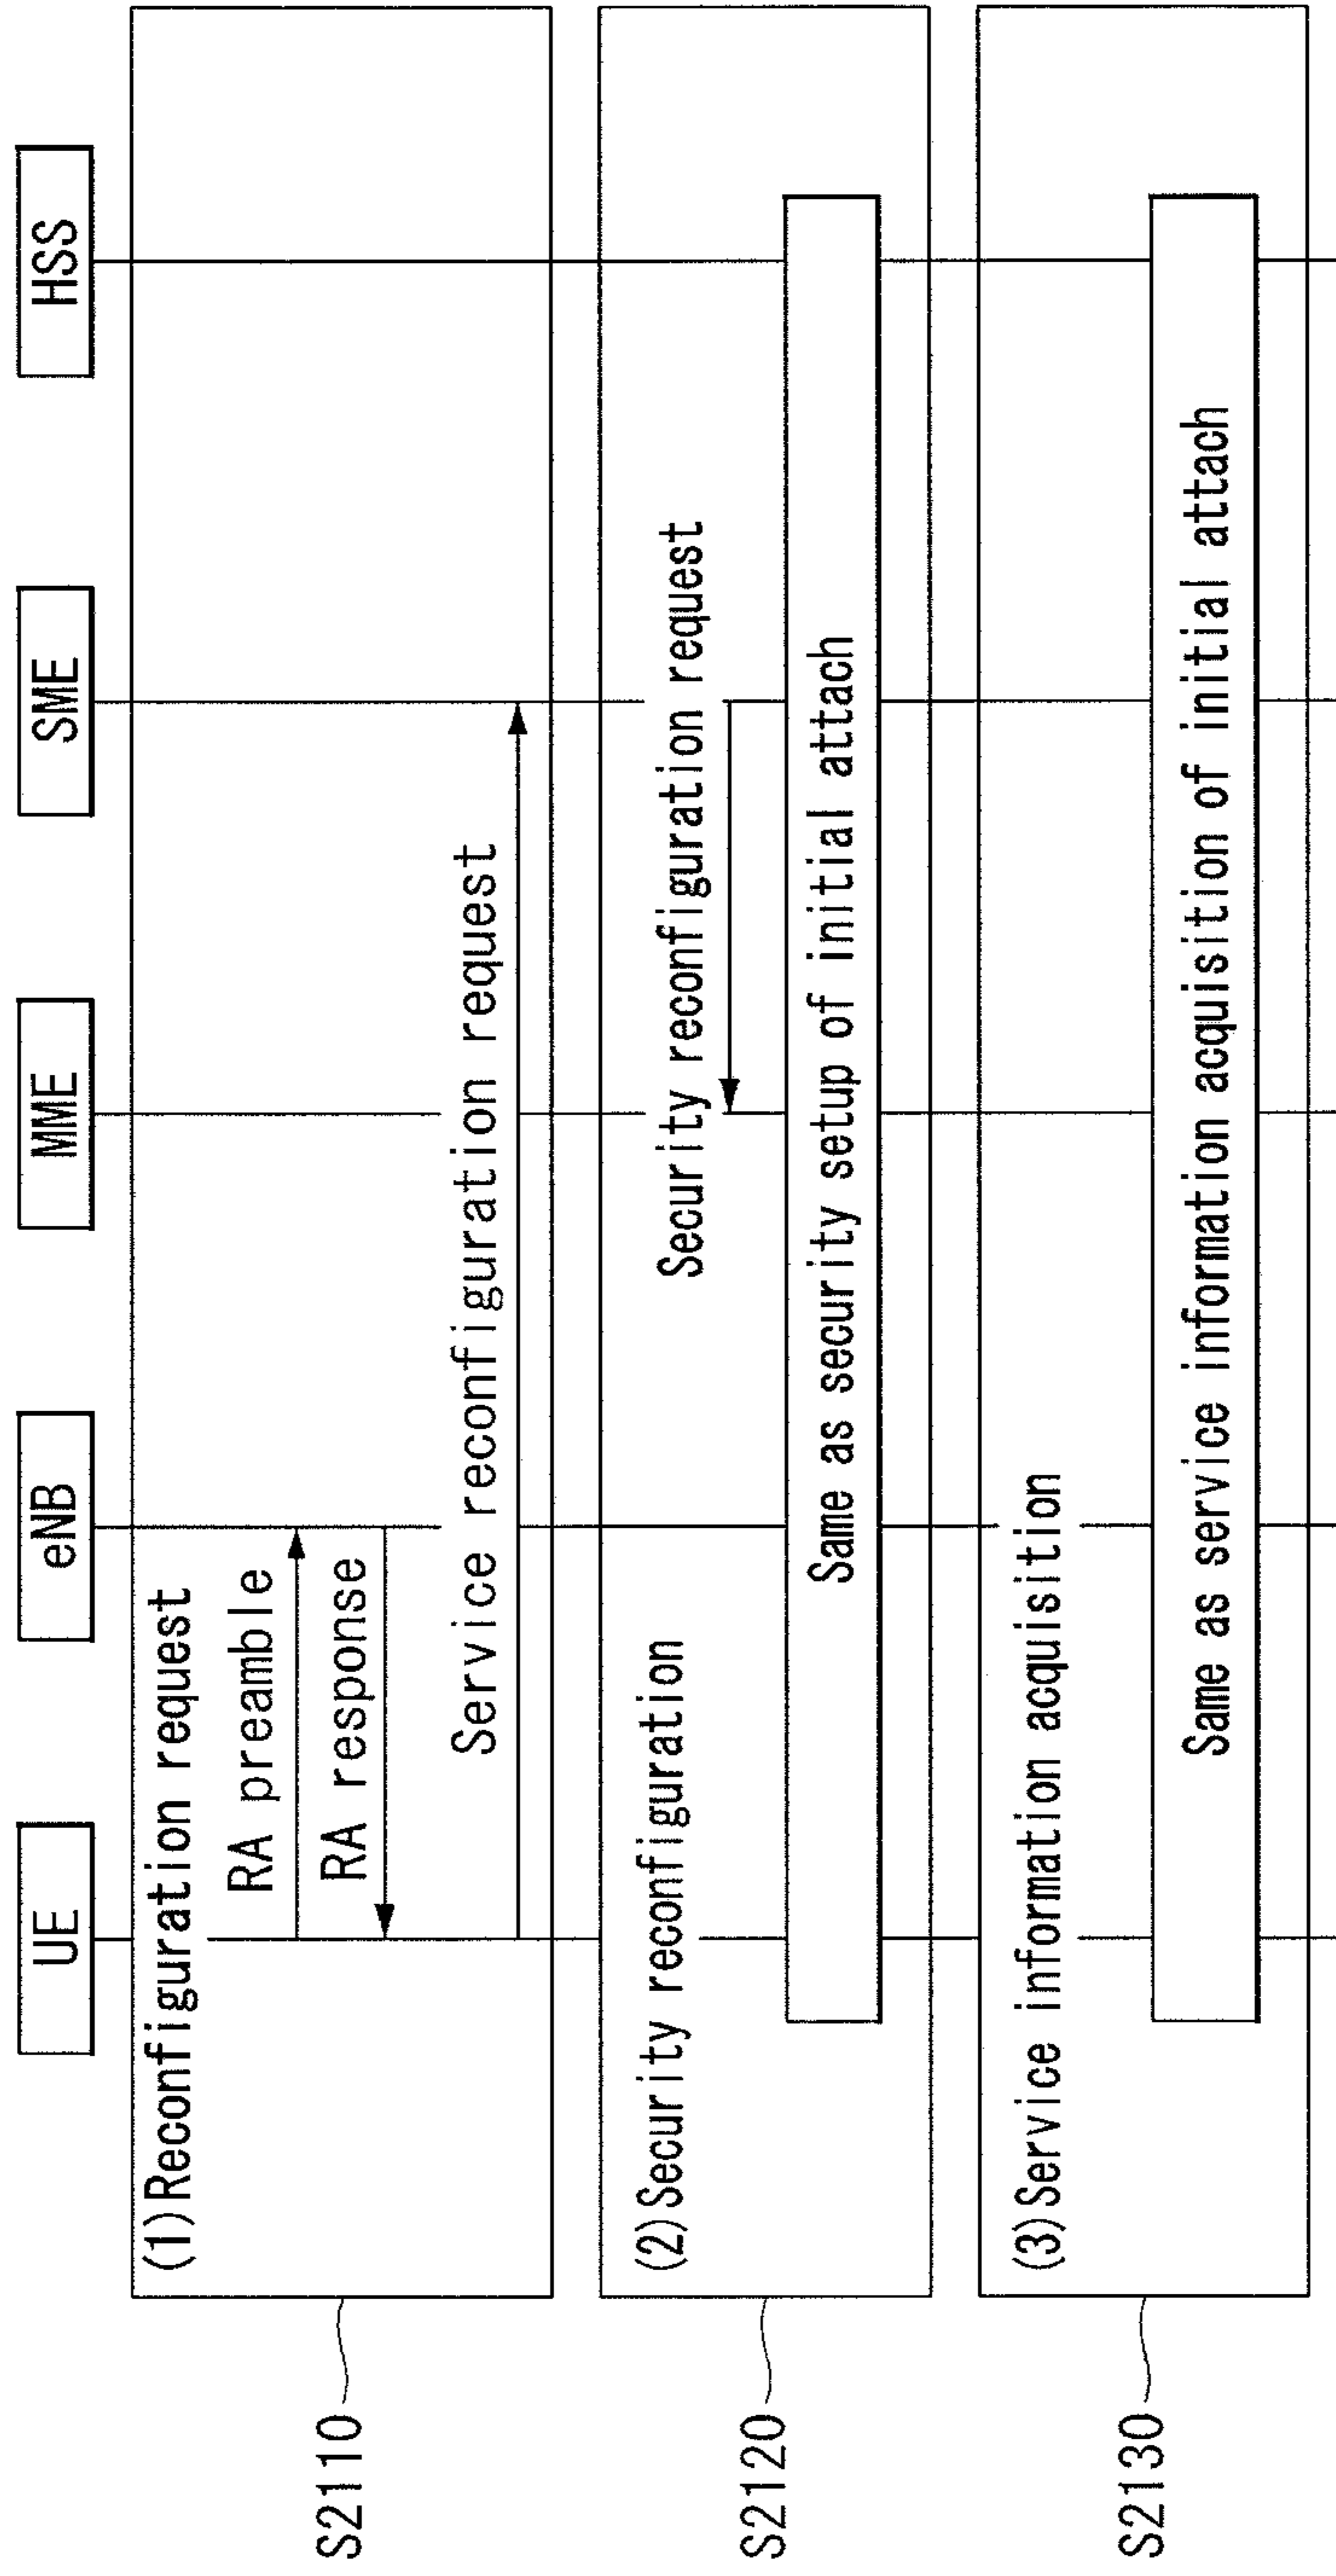 UE
eNB
MME
SME
HSS
(1)Reconfiguration request
RA preamble
RA response
Service reconfiguration request
S2110
(2)Security reconfiguration
Security reconfiguration request
Same as security setup of initial attach
S2120
(3)Service information acquisition
Same as service information acquisition of initial attach
S2130